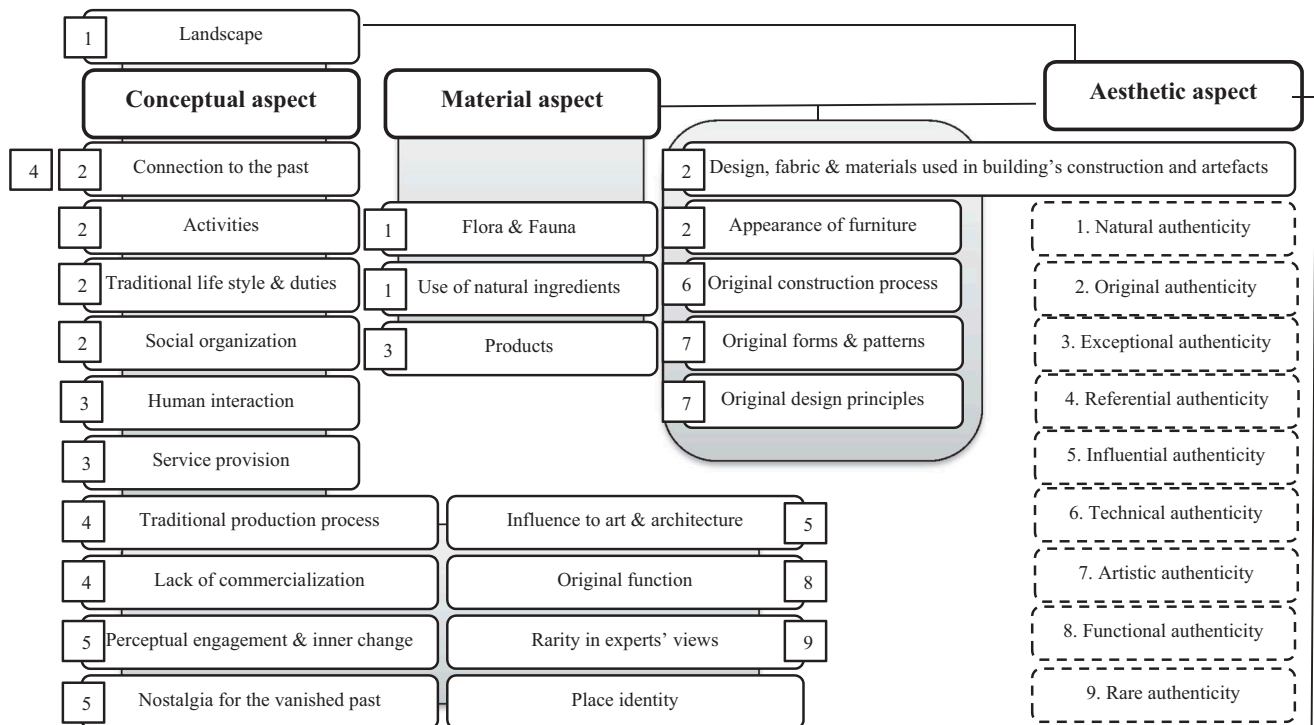 1 Landscape
Conceptual aspect Material aspect Aesthetic aspect
4 2 Connection to the past 2 Design, fabric & materials used in building’s construction and artefacts
2 Activities 1 Flora & Fauna 2 Appearance of furniture 1. Natural authenticity
2 Traditional life style & duties 1 Use of natural ingredients 6 Original construction process 2. Original authenticity
2 Social organization 3 Products 7 Original forms & patterns 3. Exceptional authenticity
3 Human interaction 7 Original design principles 4. Referential authenticity
3 Service provision 5. Influential authenticity
4 Traditional production process Influence to art & architecture 5 6. Technical authenticity
4 Lack of commercialization Original function 8 7. Artistic authenticity
5 Perceptual engagement & inner change Rarity in experts’ views 9 8. Functional authenticity
5 Nostalgia for the vanished past Place identity 9. Rare authenticity